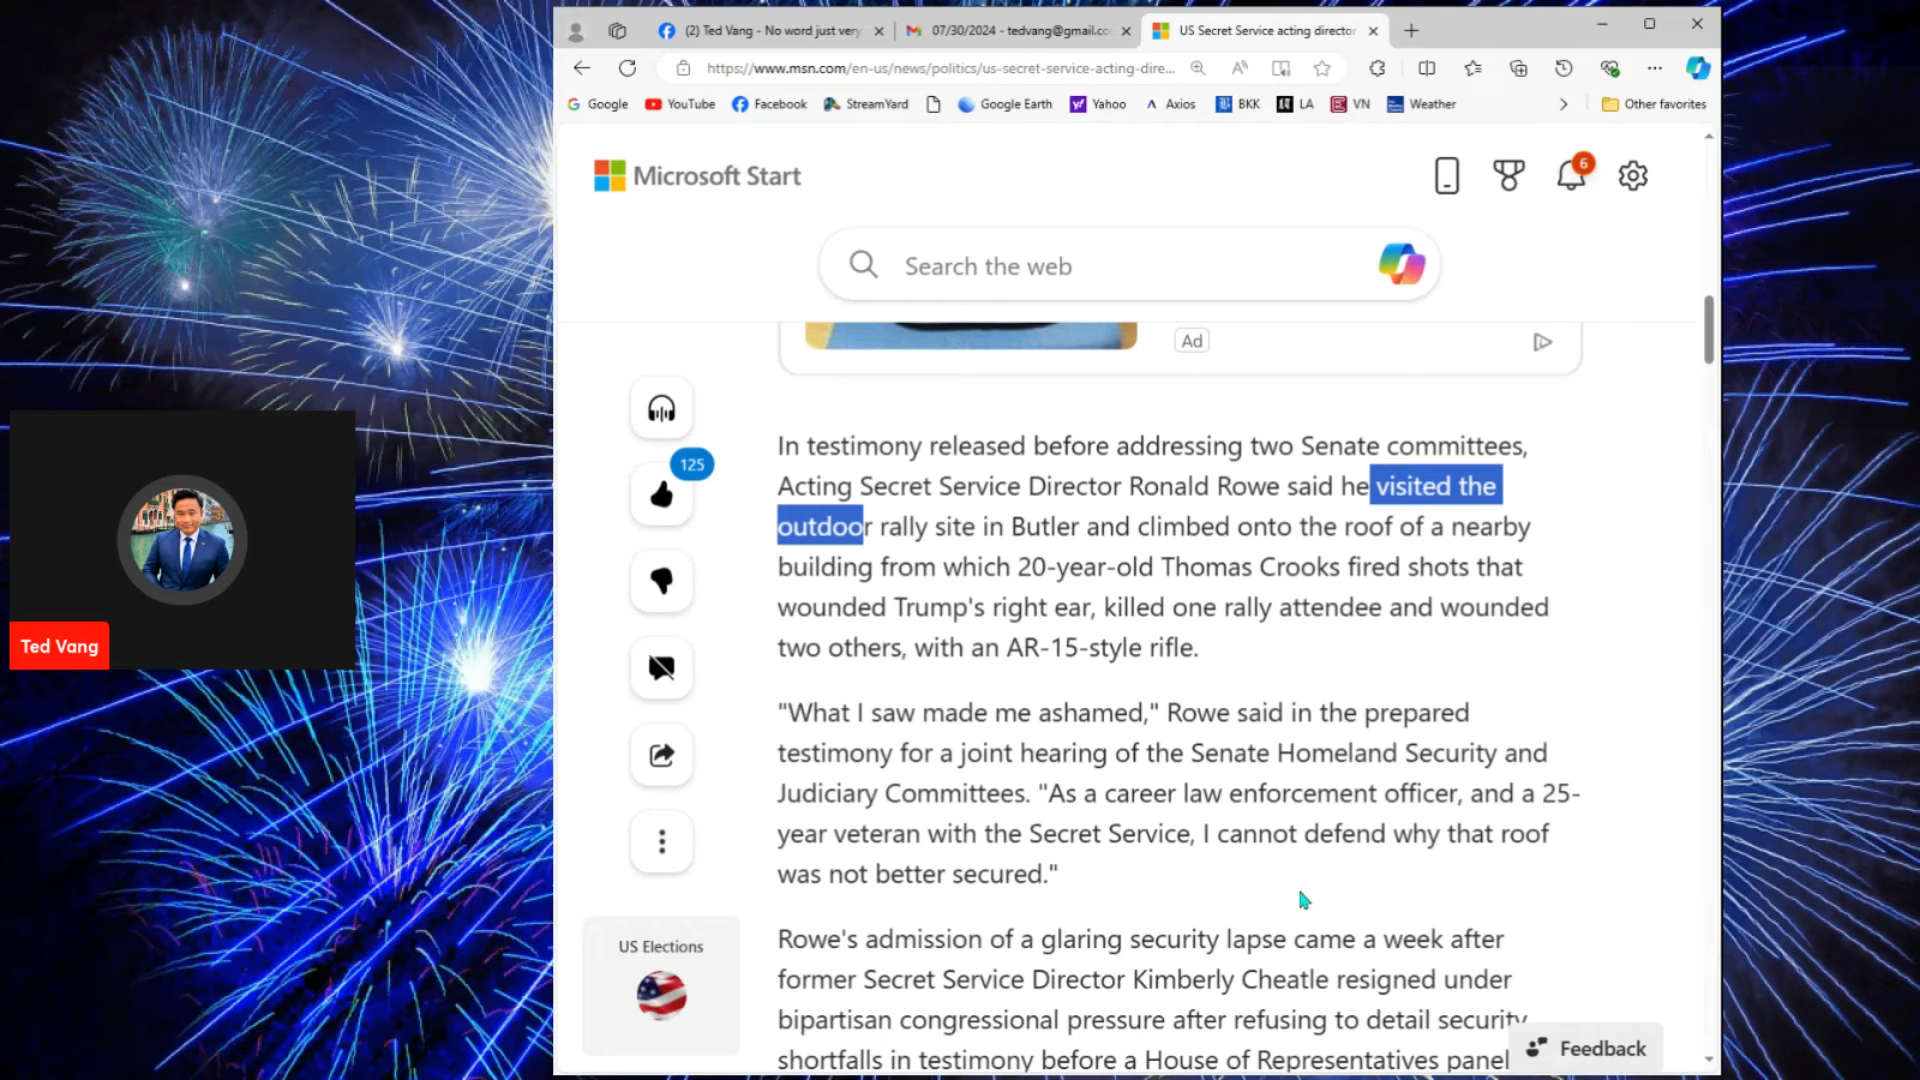 (2) Ted Vang - No word just very
07/30/2024 - tedvang@gmail.co
US Secret Service acting director
https://www.msn.com/en-us/news/politics/us-secret-service-acting-dire...
Google
YouTube
Facebook
StreamYard
Google Earth
Yahoo
Axios
BKK
LA
VN
Weather
Other favorites
Microsoft Start
6
Search the web
Ad
125
In testimony released before addressing two Senate committees,
Acting Secret Service Director Ronald Rowe said he visited the
outdoor rally site in Butler and climbed onto the roof of a nearby
building from which 20-year-old Thomas Crooks fired shots that
wounded Trump's right ear, killed one rally attendee and wounded
two others, with an AR-15-style rifle.
"What I saw made me ashamed," Rowe said in the prepared
testimony for a joint hearing of the Senate Homeland Security and
Judiciary Committees. "As a career law enforcement officer, and a 25-
year veteran with the Secret Service, I cannot defend why that roof
was not better secured."
Rowe's admission of a glaring security lapse came a week after
former Secret Service Director Kimberly Cheatle resigned under
bipartisan congressional pressure after refusing to detail security
shortfalls in testimony before a House of Representatives panel
US Elections
Feedback
Ted Vang